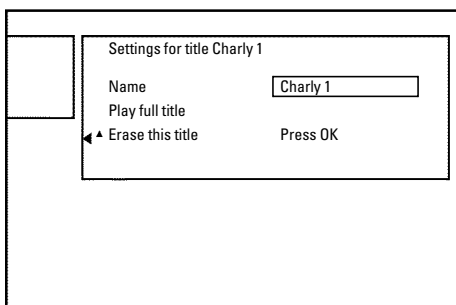 Settings for title Charly 1
Name Charly 1
Play full title
Erase this title Press OK